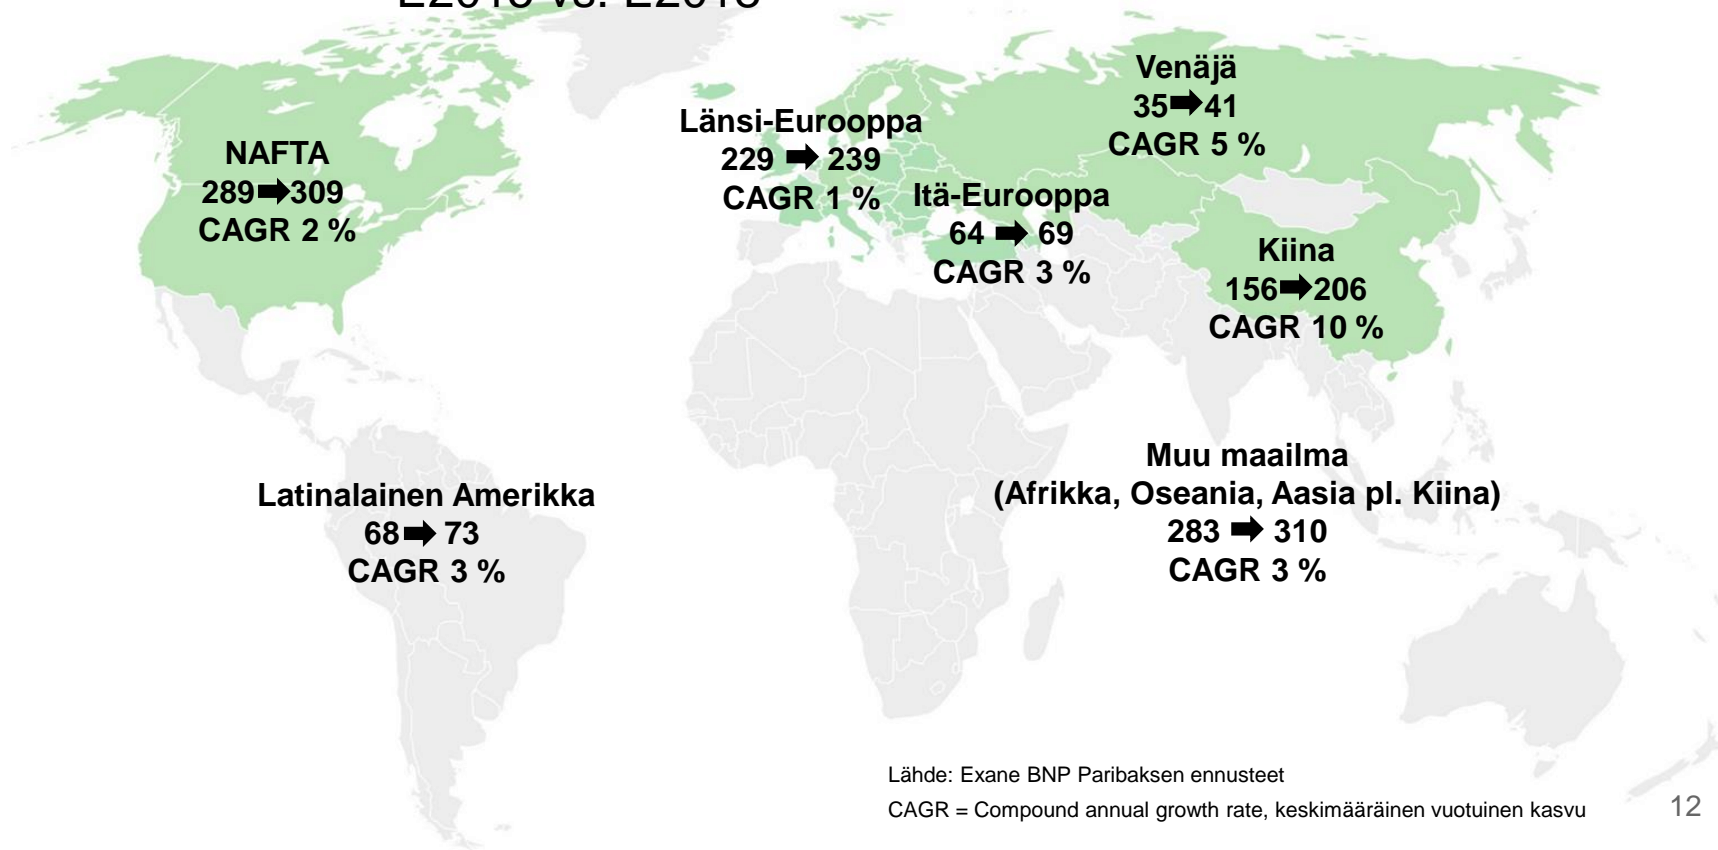 NAFTA
289➡309
CAGR 2 %
Länsi-Eurooppa
229 ➡ 239
CAGR 1 %
Itä-Eurooppa
64 ➡ 69
CAGR 3 %
Venäjä
35➡41
CAGR 5 %
Kiina
156➡206
CAGR 10 %
Latinalainen Amerikka
68➡ 73
CAGR 3 %
Muu maailma
(Afrikka, Oseania, Aasia pl. Kiina)
283 ➡ 310
CAGR 3 %
Lähde: Exane BNP Paribaksen ennusteet
CAGR = Compound annual growth rate, keskimääräinen vuotuinen kasvu
12